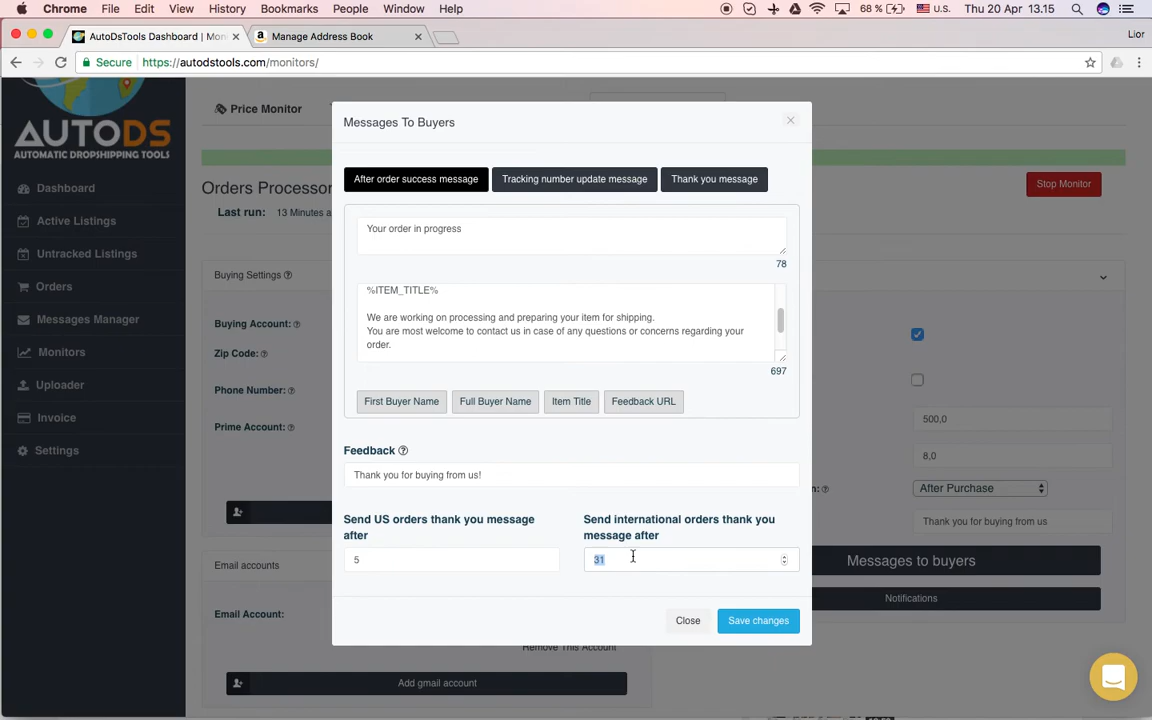 Chrome File Edit View History Bookmarks People Window Help
68 % U.S. Thu 20 Apr 13.15
AutoDsTools Dashboard | Moni
Manage Address Book
Lior
Secure https://autodstools.com/monitors/
AUTODS
AUTOMATIC DROPSHIPPING TOOLS
Dashboard
Active Listings
Untracked Listings
Orders
Messages Manager
Monitors
Uploader
Invoice
Settings
Price Monitor
Orders Processor
Last run: 13 Minutes a
Stop Monitor
Buying Settings
Buying Account:
Zip Code:
Phone Number:
Prime Account:
Email accounts
Email Account:
Remove This Account
Add gmail account
500,0
8,0
n:
After Purchase
Thank you for buying from us
Messages to buyers
Notifications
Messages To Buyers
After order success message
Tracking number update message
Thank you message
Your order in progress
78
%ITEM_TITLE%
We are working on processing and preparing your item for shipping.
You are most welcome to contact us in case of any questions or concerns regarding your
order.
697
First Buyer Name
Full Buyer Name
Item Title
Feedback URL
Feedback
Thank you for buying from us!
Send US orders thank you message
after
5
Send international orders thank you
message after
31
Close
Save changes